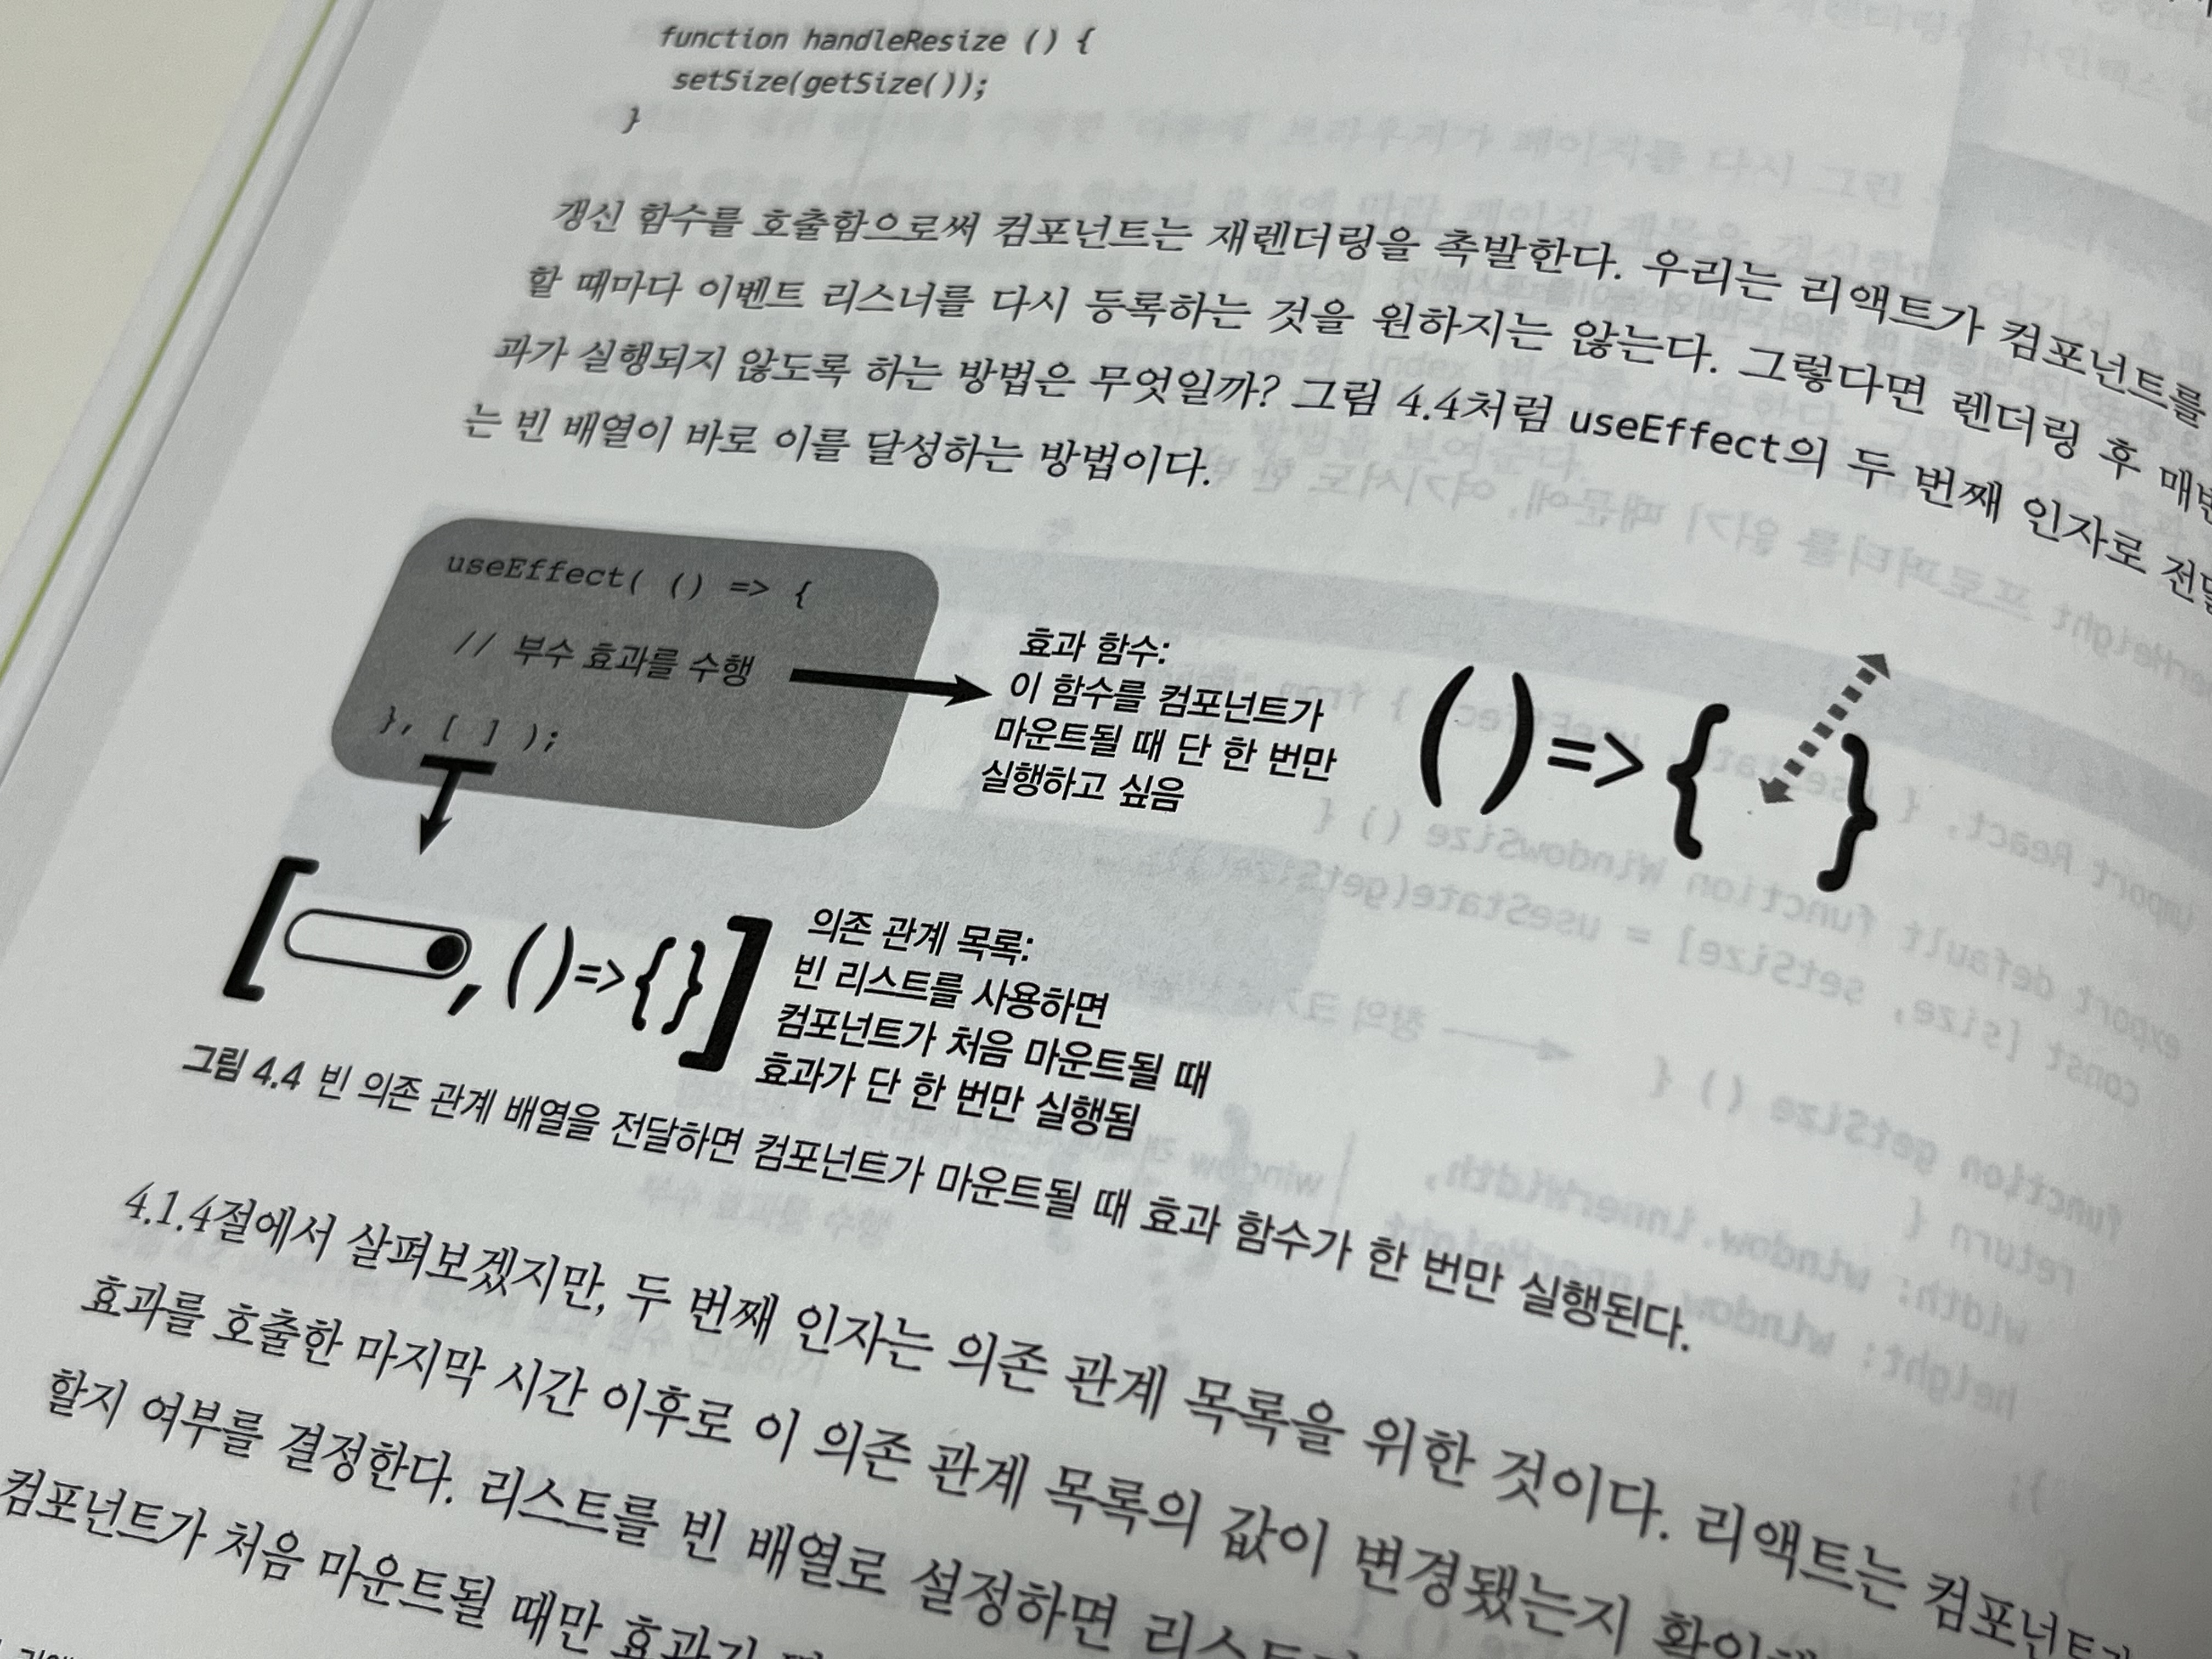 function handleResize () {
setSize(getSize());
}
갱신 함수를 호출함으로써 컴포넌트는 재렌더링을 촉발한다. 우리는 리액트가 컴포넌트를
할 때마다 이벤트 리스너를 다시 등록하는 것을 원하지는 않는다. 그렇다면 렌더링 후 매번
과가 실행되지 않도록 하는 방법은 무엇일까? 그림 4.4처럼 useEffect의 두 번째 인자로 전달
는 빈 배열이 바로 이를 달성하는 방법이다.
useEffect( () => {
// 부수 효과를 수행
}, [ ] );
효과 함수:
이 함수를 컴포넌트가
마운트될 때 단 한 번만
실행하고 싶음
()=>{ }
[ , ()=>{}]
의존 관계 목록:
빈 리스트를 사용하면
컴포넌트가 처음 마운트될 때
효과가 단 한 번만 실행됨
그림 4.4 빈 의존 관계 배열을 전달하면 컴포넌트가 마운트될 때 효과 함수가 한 번만 실행된다.
4.1.4절에서 살펴보겠지만, 두 번째 인자는 의존 관계 목록을 위한 것이다. 리액트는 컴포넌트가
효과를 호출한 마지막 시간 이후로 이 의존 관계 목록의 값이 변경됐는지 확인해
할지 여부를 결정한다. 리스트를 빈 배열로 설정하면
컴포넌트가 처음 마운트될 때만 효과가